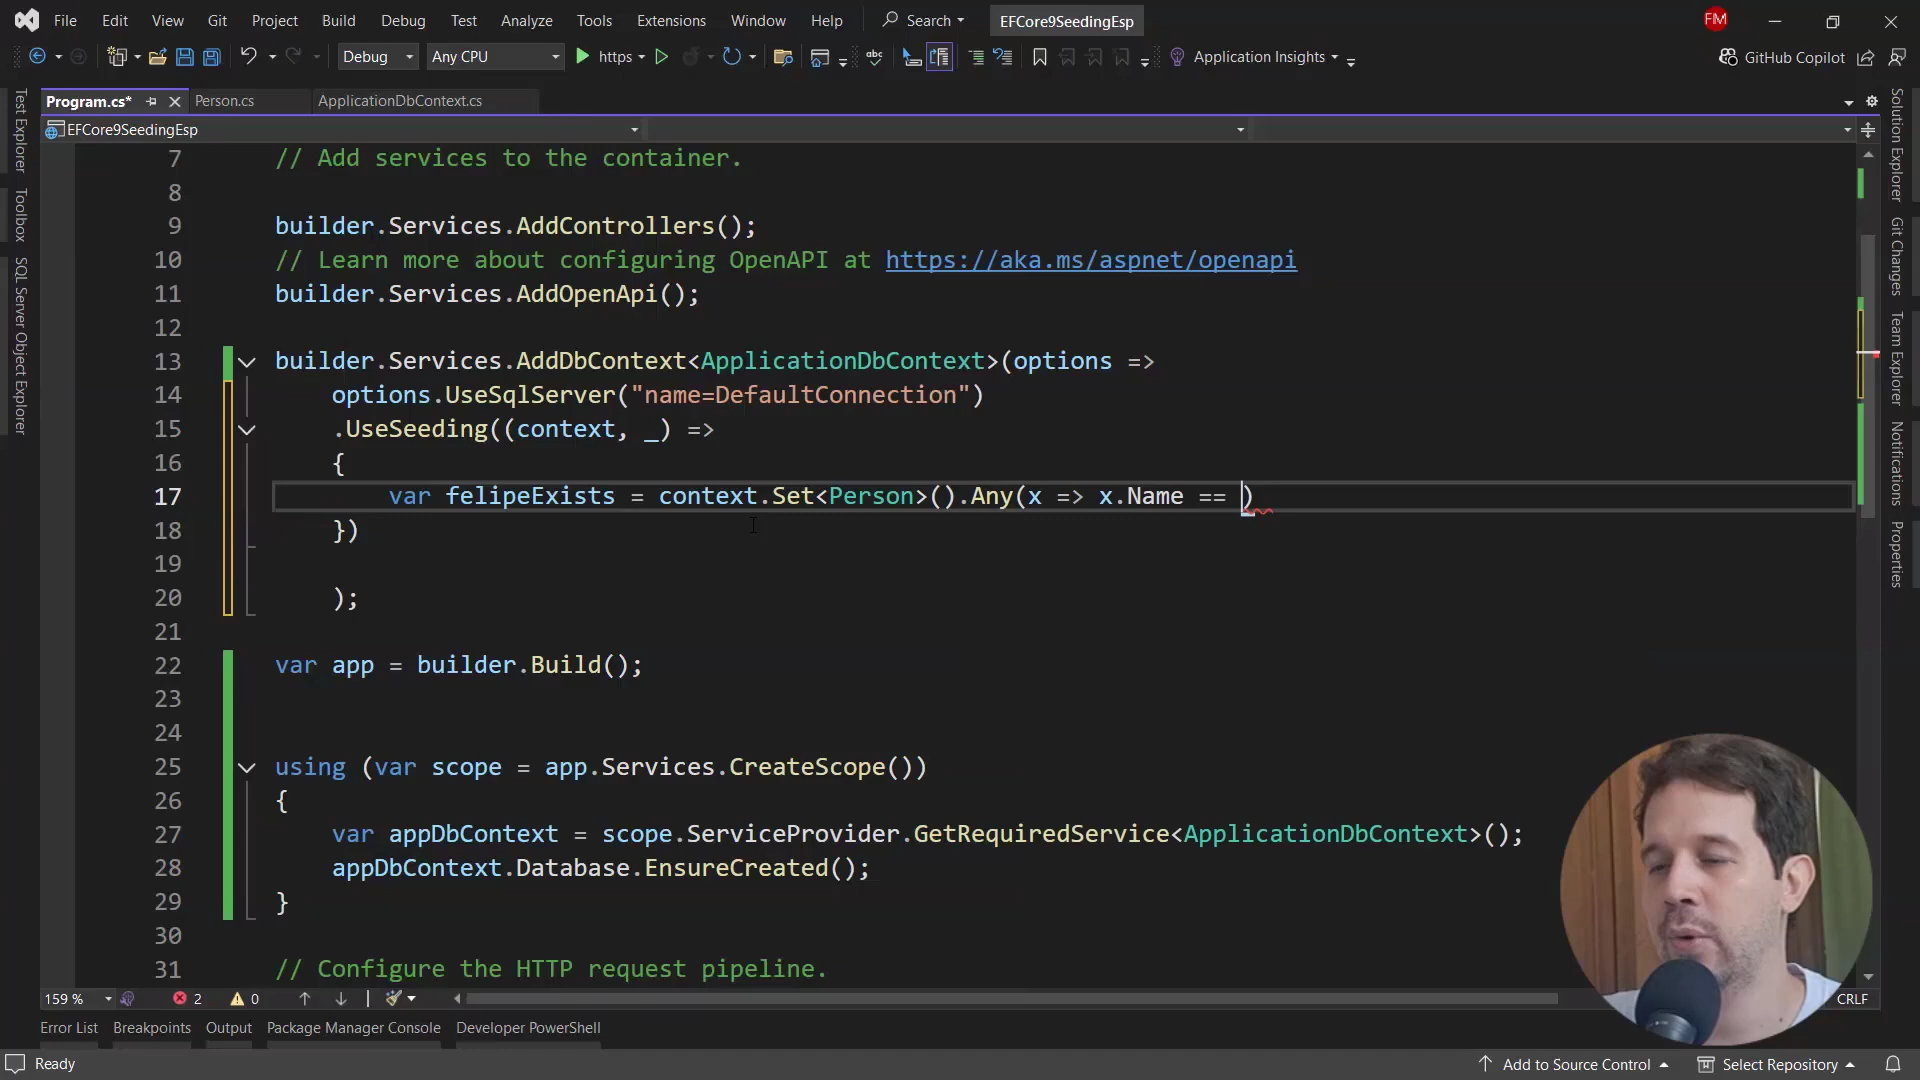 File Edit View Git Project Build Debug Test Analyze Tools Extensions Window Help Search EFCore9SeedingEsp FM
Debug Any CPU https Application Insights GitHub Copilot
Program.cs* Person.cs ApplicationDbContext.cs
EFCore9SeedingEsp
7 // Add services to the container.
8
9 builder.Services.AddControllers();
10 // Learn more about configuring OpenAPI at https://aka.ms/aspnet/openapi
11 builder.Services.AddOpenApi();
12
13 builder.Services.AddDbContext<ApplicationDbContext>(options =>
14 options.UseSqlServer("name=DefaultConnection")
15 .UseSeeding((context, _) =>
16 {
17 var felipeExists = context.Set<Person>().Any(x => x.Name == )
18 })
19
20 );
21
22 var app = builder.Build();
23
24
25 using (var scope = app.Services.CreateScope())
26 {
27 var appDbContext = scope.ServiceProvider.GetRequiredService<ApplicationDbContext>();
28 appDbContext.Database.EnsureCreated();
29 }
30
31 // Configure the HTTP request pipeline.
159 % 2 0 CRLF
Error List Breakpoints Output Package Manager Console Developer PowerShell
Ready Add to Source Control Select Repository
Test Explorer
Toolbox
SQL Server Object Explorer
Solution Explorer
Git Changes
Team Explorer
Notifications
Properties
abc